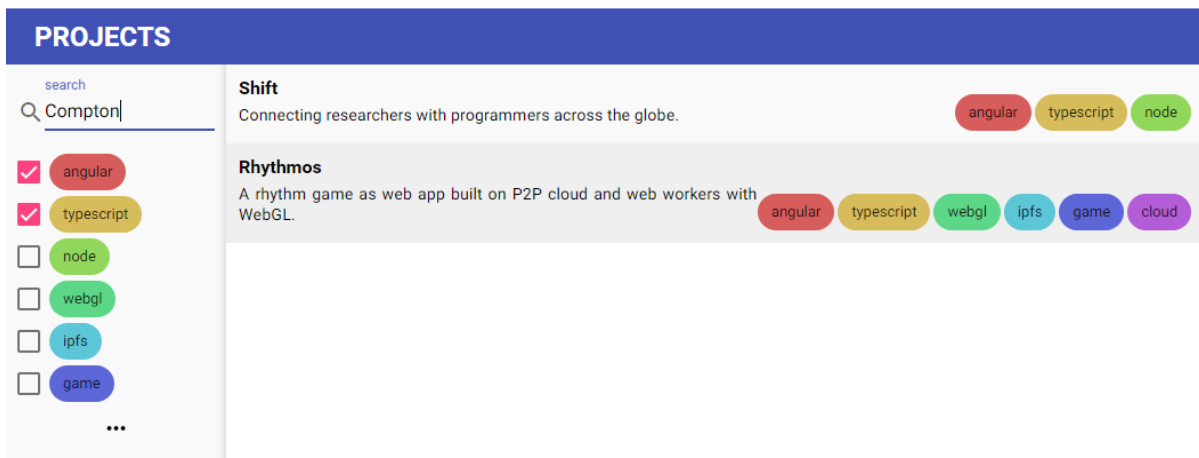 PROJECTS
search
Compton
angular
typescript
node
webgl
ipfs
game
...
Shift
Connecting researchers with programmers across the globe.
angular typescript node
Rhythmos
A rhythm game as web app built on P2P cloud and web workers with
WebGL.
angular typescript webgl ipfs game cloud